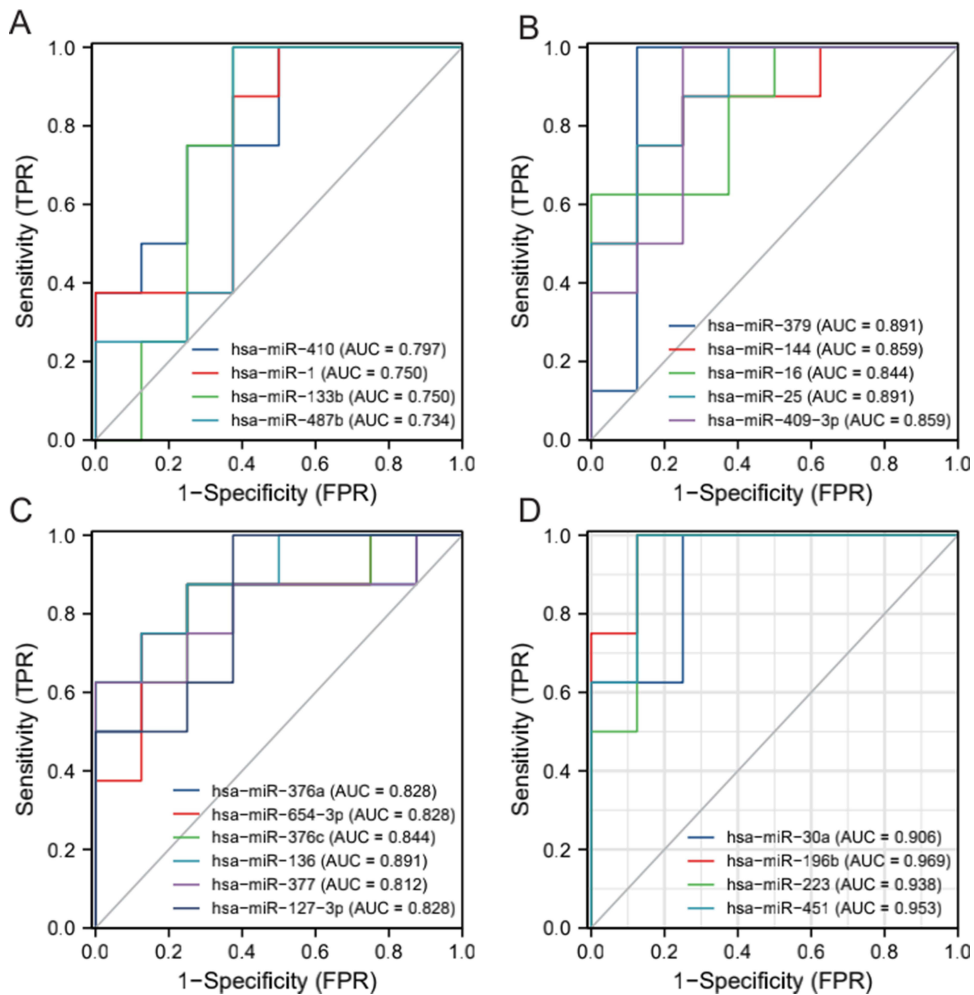 A
1.0
0.8
0.6
0.4
0.2
0.0
Sensitivity (TPR)
hsa−miR−410 (AUC = 0.797)
hsa−miR−1 (AUC = 0.750)
hsa−miR−133b (AUC = 0.750)
hsa−miR−487b (AUC = 0.734)
0.0 0.2 0.4 0.6 0.8 1.0
1−Specificity (FPR)
B
1.0
0.8
0.6
0.4
0.2
0.0
Sensitivity (TPR)
hsa−miR−379 (AUC = 0.891)
hsa−miR−144 (AUC = 0.859)
hsa−miR−16 (AUC = 0.844)
hsa−miR−25 (AUC = 0.891)
hsa−miR−409−3p (AUC = 0.859)
0.0 0.2 0.4 0.6 0.8 1.0
1−Specificity (FPR)
C
1.0
0.8
0.6
0.4
0.2
0.0
Sensitivity (TPR)
hsa−miR−376a (AUC = 0.828)
hsa−miR−654−3p (AUC = 0.828)
hsa−miR−376c (AUC = 0.844)
hsa−miR−136 (AUC = 0.891)
hsa−miR−377 (AUC = 0.812)
hsa−miR−127−3p (AUC = 0.828)
0.0 0.2 0.4 0.6 0.8 1.0
1−Specificity (FPR)
D
1.0
0.8
0.6
0.4
0.2
0.0
Sensitivity (TPR)
hsa−miR−30a (AUC = 0.906)
hsa−miR−196b (AUC = 0.969)
hsa−miR−223 (AUC = 0.938)
hsa−miR−451 (AUC = 0.953)
0.0 0.2 0.4 0.6 0.8 1.0
1−Specificity (FPR)